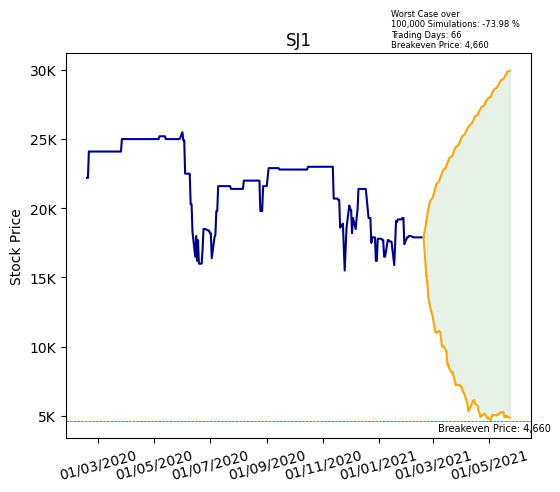 Worst Case over
100,000 Simulations: -73.98 %
Trading Days: 66
Breakeven Price: 4,660
SJ1
Stock Price
30K
25K
20K
15K
10K
5K
Breakeven Price: 4,660
01/03/2020
01/05/2020
01/07/2020
01/09/2020
01/11/2020
01/01/2021
01/03/2021
01/05/2021